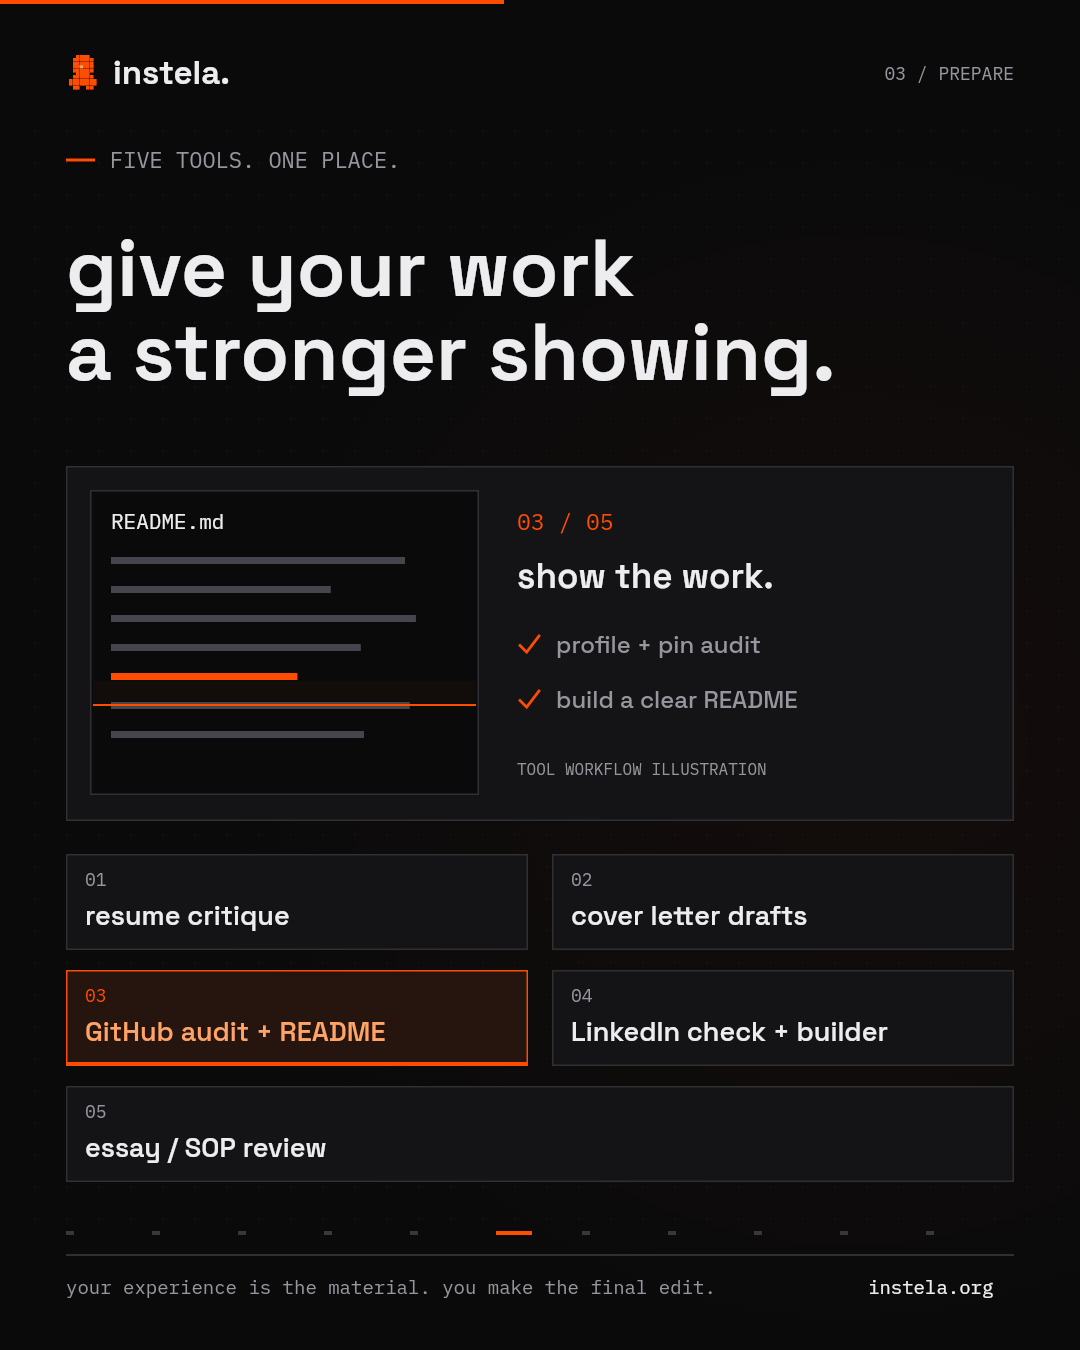 instela.
03 / PREPARE
FIVE TOOLS. ONE PLACE.
give your work
a stronger showing.
README.md
03 / 05
show the work.
profile + pin audit
build a clear README
TOOL WORKFLOW ILLUSTRATION
01
resume critique
02
cover letter drafts
03
GitHub audit + README
04
LinkedIn check + builder
05
essay / SOP review
your experience is the material. you make the final edit.
instela.org